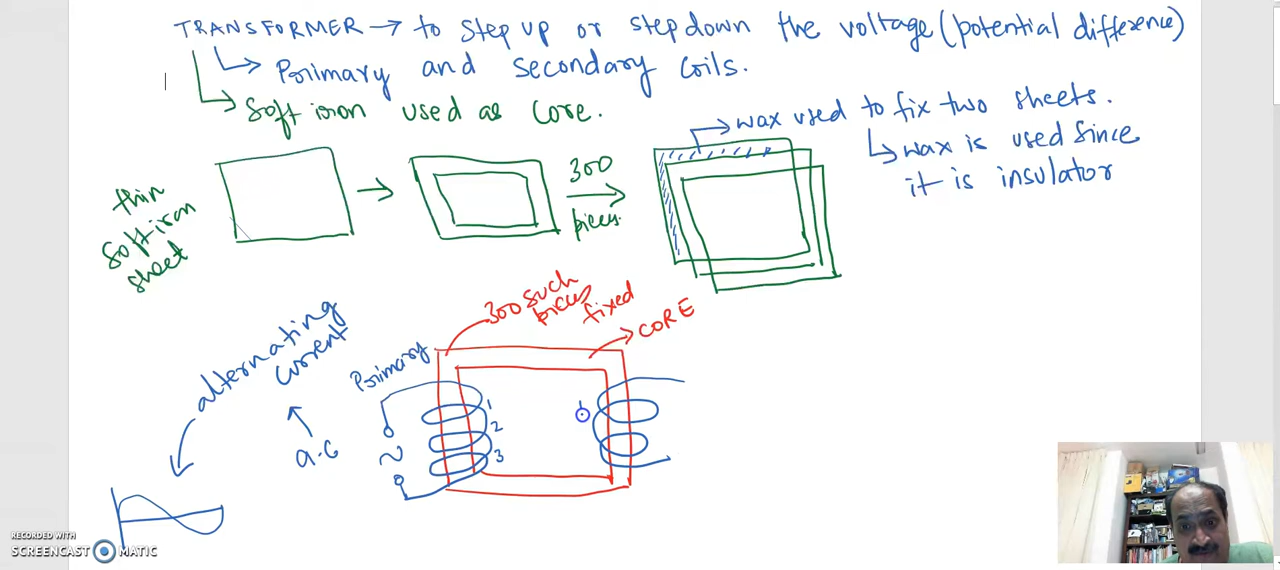 TRANSFORMER → to step up or step down the voltage (potential difference)
↳ Primary and secondary coils.
↳ Soft iron used as core.
→ wax used to fix two sheets.
↳ wax is used since
it is insulator
thin
soft iron
sheet
300
pieces
300 such
pieces
fixed
→ CORE
alternating
current
a.c
Primary
1
2
3
1
RECORDED WITH
SCREENCAST MATIC